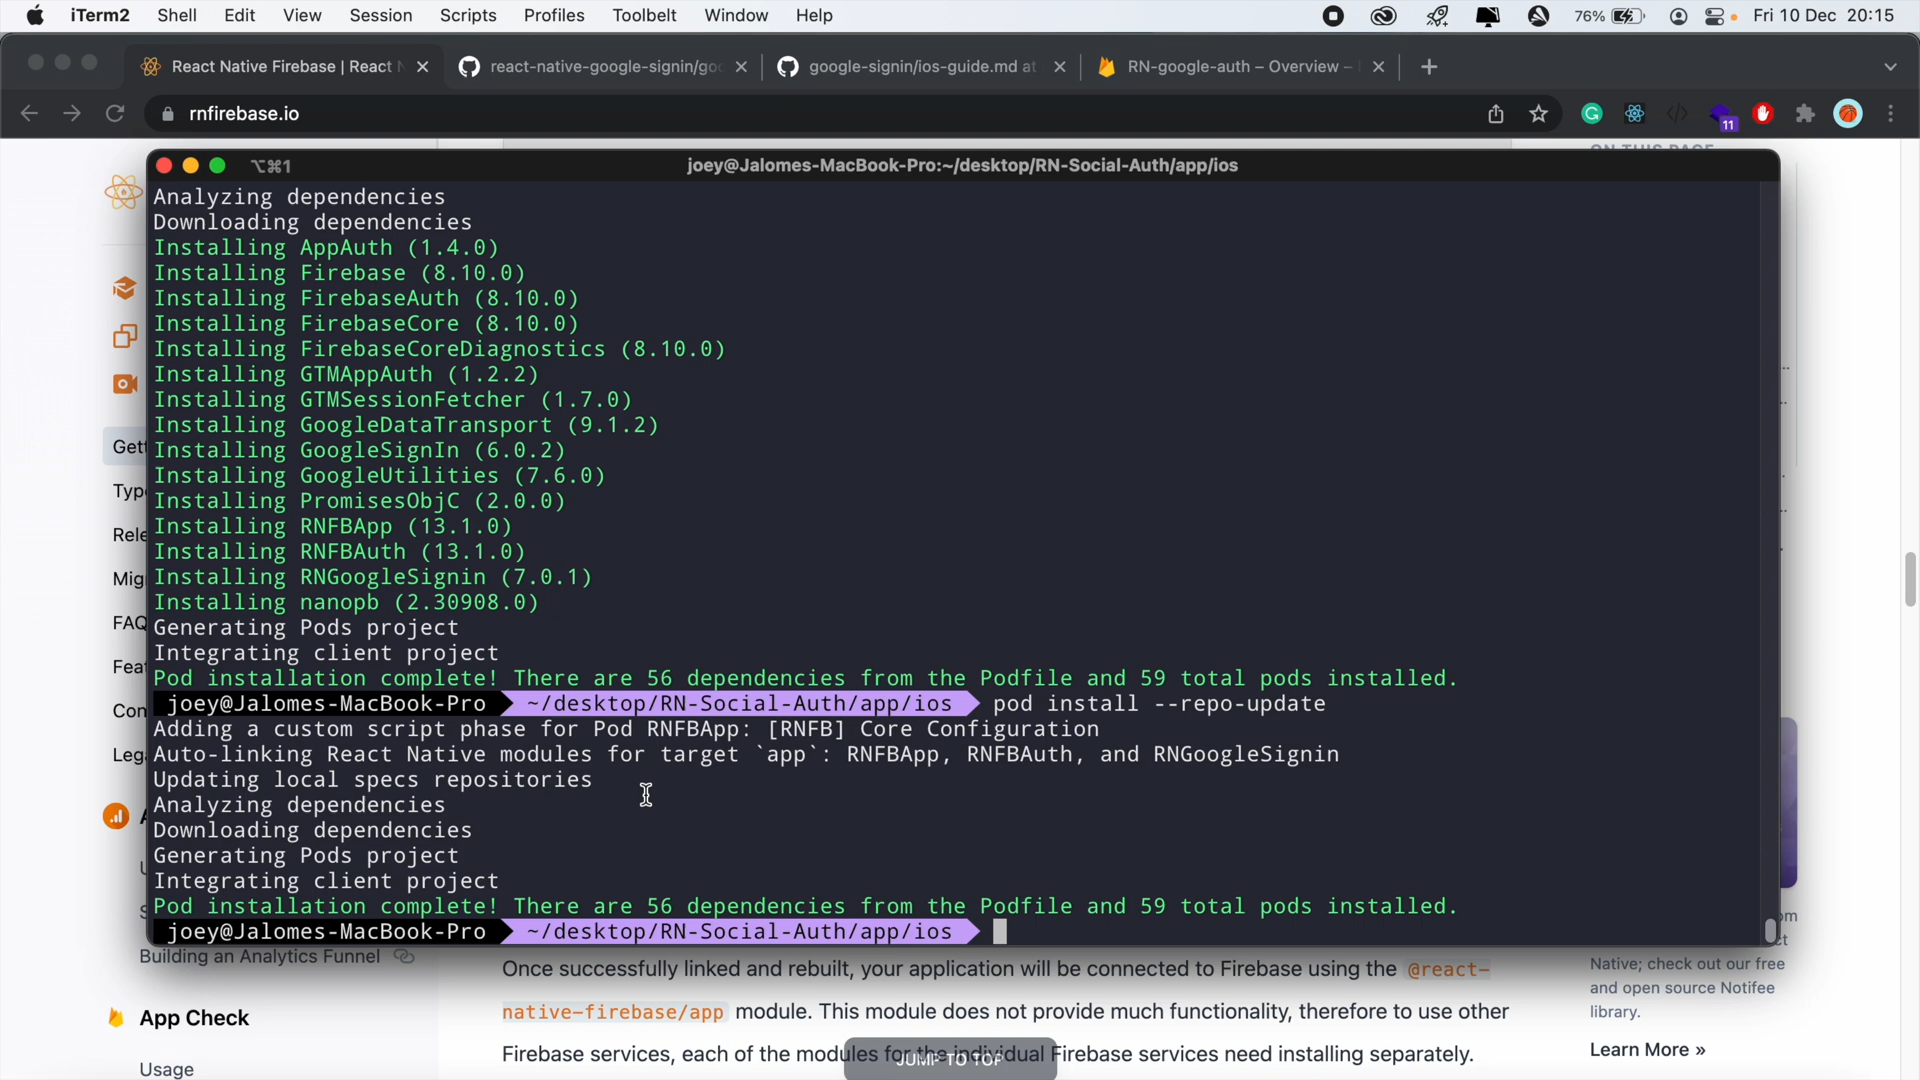 iTerm2 Shell Edit View Session Scripts Profiles Toolbelt Window Help 76% Fri 10 Dec 20:15
React Native Firebase | React N
react-native-google-signin/goo
google-signin/ios-guide.md at
RN-google-auth – Overview –
rnfirebase.io
11
⌥⌘1 joey@Jalomes-MacBook-Pro:~/desktop/RN-Social-Auth/app/ios
Analyzing dependencies
Downloading dependencies
Installing AppAuth (1.4.0)
Installing Firebase (8.10.0)
Installing FirebaseAuth (8.10.0)
Installing FirebaseCore (8.10.0)
Installing FirebaseCoreDiagnostics (8.10.0)
Installing GTMAppAuth (1.2.2)
Installing GTMSessionFetcher (1.7.0)
Installing GoogleDataTransport (9.1.2)
Installing GoogleSignIn (6.0.2)
Installing GoogleUtilities (7.6.0)
Installing PromisesObjC (2.0.0)
Installing RNFBApp (13.1.0)
Installing RNFBAuth (13.1.0)
Installing RNGoogleSignin (7.0.1)
Installing nanopb (2.30908.0)
Generating Pods project
Integrating client project
Pod installation complete! There are 56 dependencies from the Podfile and 59 total pods installed.
joey@Jalomes-MacBook-Pro ~/desktop/RN-Social-Auth/app/ios pod install --repo-update
Adding a custom script phase for Pod RNFBApp: [RNFB] Core Configuration
Auto-linking React Native modules for target `app`: RNFBApp, RNFBAuth, and RNGoogleSignin
Updating local specs repositories
Analyzing dependencies
Downloading dependencies
Generating Pods project
Integrating client project
Pod installation complete! There are 56 dependencies from the Podfile and 59 total pods installed.
joey@Jalomes-MacBook-Pro ~/desktop/RN-Social-Auth/app/ios
Gett
Type
Rele
Mig
FAQ
Feat
Con
Lega
Building an Analytics Funnel
App Check
Usage
Once successfully linked and rebuilt, your application will be connected to Firebase using the @react-
native-firebase/app module. This module does not provide much functionality, therefore to use other
Firebase services, each of the modules for the individual Firebase services need installing separately.
JUMP TO TOP
Native; check out our free
and open source Notifee
library.
Learn More »